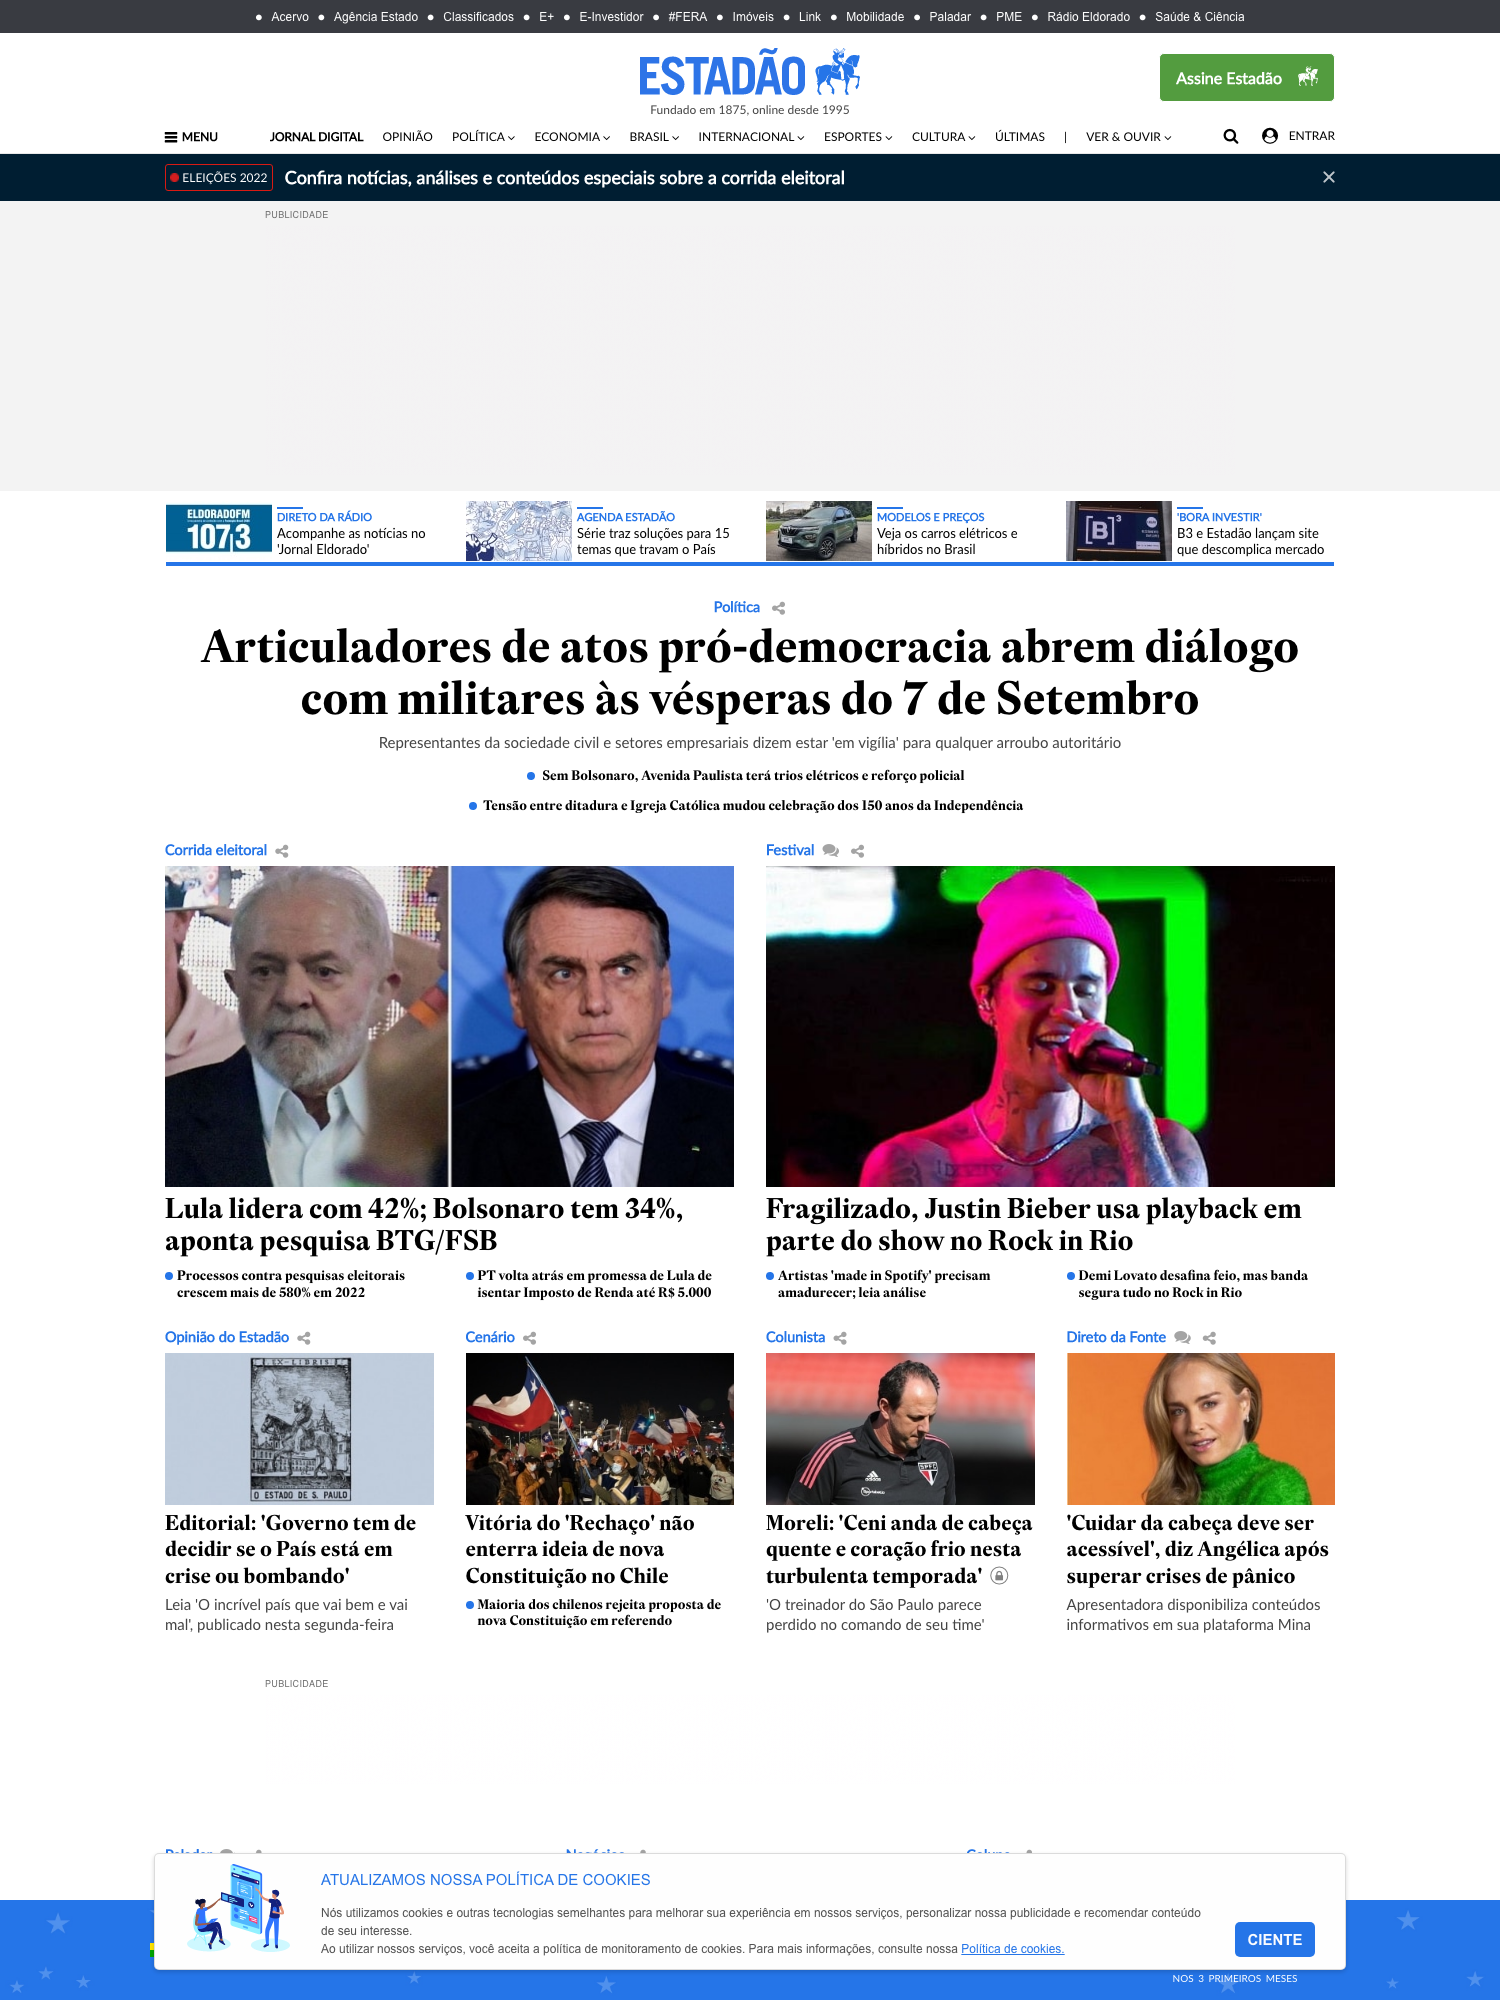 Acervo Agência Estado Classificados E+ E-Investidor #FERA Imóveis Link Mobilidade Paladar PME Rádio Eldorado Saúde & Ciência
ESTADÃO
Fundado em 1875, online desde 1995
Assine Estadão
MENU JORNAL DIGITAL OPINIÃO POLÍTICA ECONOMIA BRASIL INTERNACIONAL ESPORTES CULTURA ÚLTIMAS | VER & OUVIR ENTRAR
ELEIÇÕES 2022 Confira notícias, análises e conteúdos especiais sobre a corrida eleitoral
PUBLICIDADE
ELDORADOFM
107,3
DIRETO DA RÁDIO
Acompanhe as notícias no
'Jornal Eldorado'
AGENDA ESTADÃO
Série traz soluções para 15
temas que travam o País
MODELOS E PREÇOS
Veja os carros elétricos e
híbridos no Brasil
[B]3
'BORA INVESTIR'
B3 e Estadão lançam site
que descomplica mercado
Política
Articuladores de atos pró-democracia abrem diálogo
com militares às vésperas do 7 de Setembro
Representantes da sociedade civil e setores empresariais dizem estar 'em vigília' para qualquer arroubo autoritário
Sem Bolsonaro, Avenida Paulista terá trios elétricos e reforço policial
Tensão entre ditadura e Igreja Católica mudou celebração dos 150 anos da Independência
Corrida eleitoral
Lula lidera com 42%; Bolsonaro tem 34%,
aponta pesquisa BTG/FSB
Processos contra pesquisas eleitorais
crescem mais de 580% em 2022
PT volta atrás em promessa de Lula de
isentar Imposto de Renda até R$ 5.000
Festival
Fragilizado, Justin Bieber usa playback em
parte do show no Rock in Rio
Artistas 'made in Spotify' precisam
amadurecer; leia análise
Demi Lovato desafina feio, mas banda
segura tudo no Rock in Rio
Opinião do Estadão
EX-LIBRIS
O ESTADO DE S. PAULO
Editorial: 'Governo tem de
decidir se o País está em
crise ou bombando'
Leia 'O incrível país que vai bem e vai
mal', publicado nesta segunda-feira
Cenário
Vitória do 'Rechaço' não
enterra ideia de nova
Constituição no Chile
Maioria dos chilenos rejeita proposta de
nova Constituição em referendo
Colunista
adidas
SPFC
Moreli: 'Ceni anda de cabeça
quente e coração frio nesta
turbulenta temporada'
'O treinador do São Paulo parece
perdido no comando de seu time'
Direto da Fonte
'Cuidar da cabeça deve ser
acessível', diz Angélica após
superar crises de pânico
Apresentadora disponibiliza conteúdos
informativos em sua plataforma Mina
PUBLICIDADE
Paladar
Negócios
Coluna
ATUALIZAMOS NOSSA POLÍTICA DE COOKIES
Nós utilizamos cookies e outras tecnologias semelhantes para melhorar sua experiência em nossos serviços, personalizar nossa publicidade e recomendar conteúdo
de seu interesse.
Ao utilizar nossos serviços, você aceita a política de monitoramento de cookies. Para mais informações, consulte nossa Política de cookies.
CIENTE
NOS 3 PRIMEIROS MESES